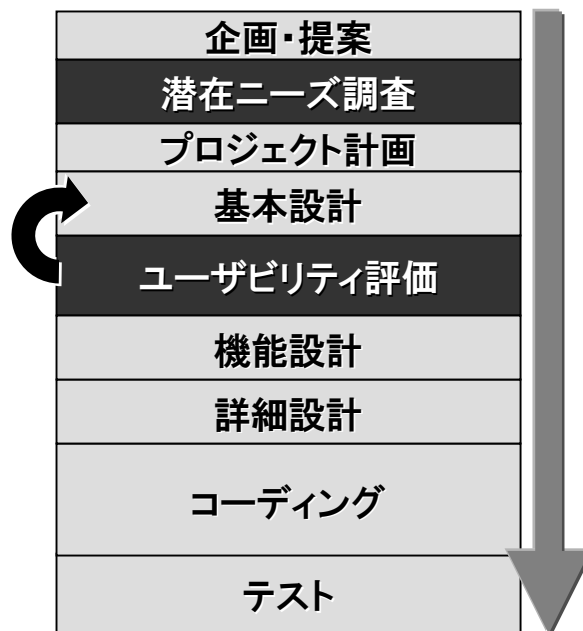 企画・提案
潜在ニーズ調査
プロジェクト計画
基本設計
ユーザビリティ評価
機能設計
詳細設計
コーディング
テスト